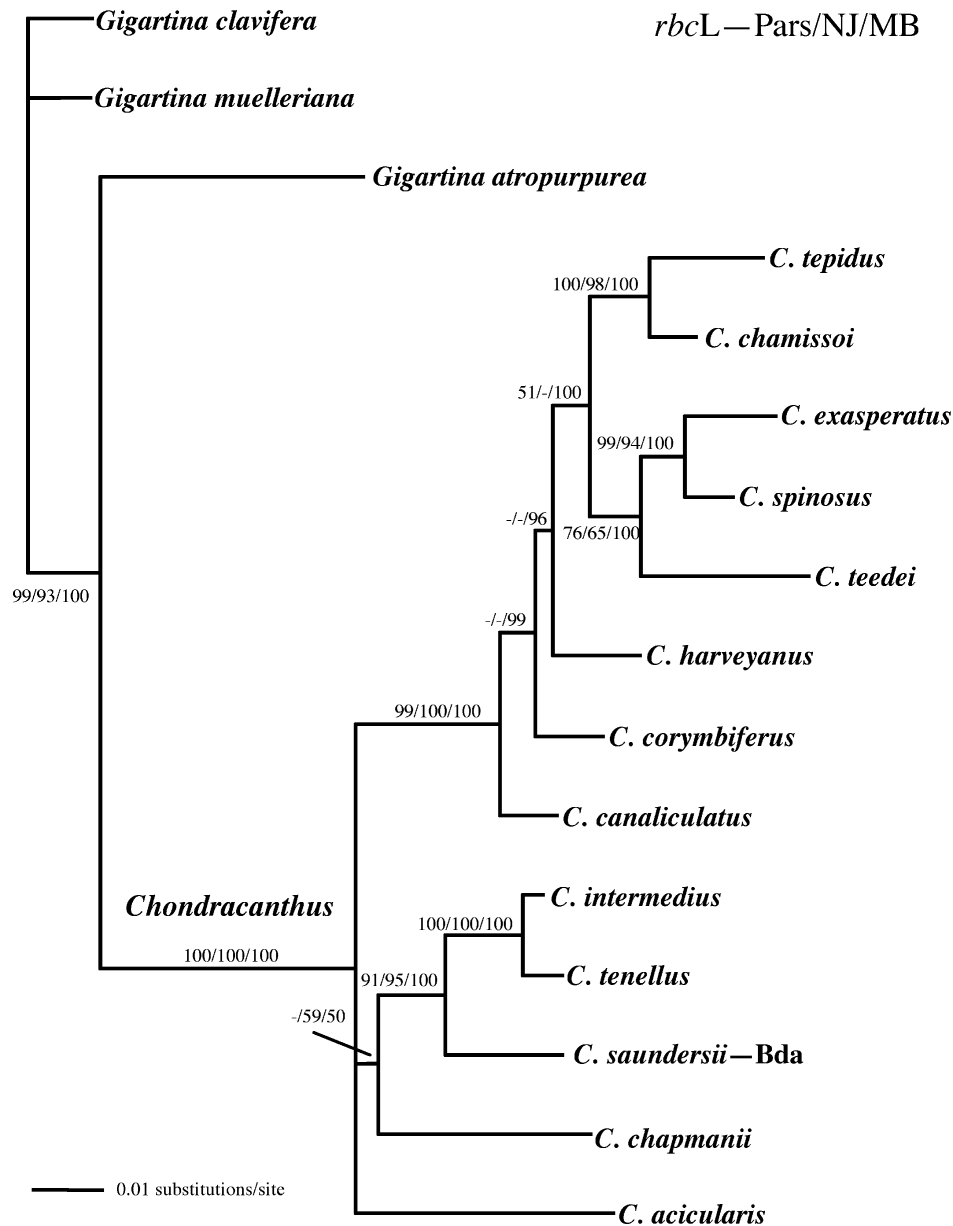 Gigartina clavifera
rbcL—Pars/NJ/MB
Gigartina muelleriana
Gigartina atropurpurea
C. tepidus
100/98/100
C. chamissoi
51/-/100
C. exasperatus
99/94/100
C. spinosus
-/-/96
76/65/100
C. teedei
99/93/100
-/-/99
C. harveyanus
99/100/100
C. corymbiferus
C. canaliculatus
Chondracanthus
C. intermedius
100/100/100
100/100/100
C. tenellus
91/95/100
-/59/50
C. saundersii—Bda
C. chapmanii
0.01 substitutions/site
C. acicularis